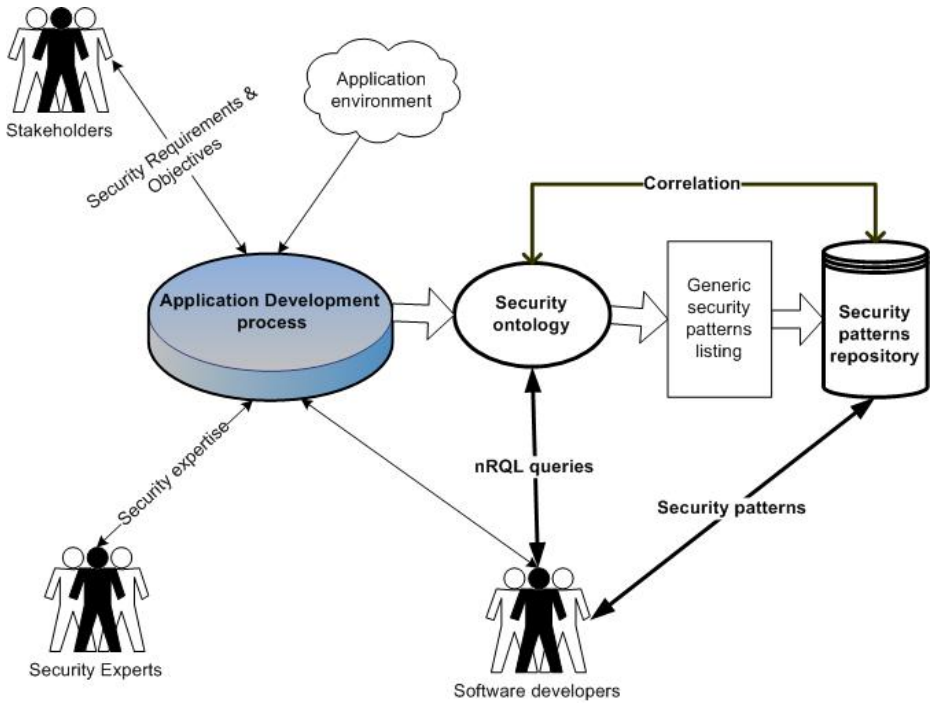 Stakeholders
Security Requirements &
Objectives
Application
environment
Correlation
Application Development
process
Security
ontology
Generic
security
patterns
listing
Security
patterns
repository
Security expertise
nRQL queries
Security patterns
Security Experts
Software developers